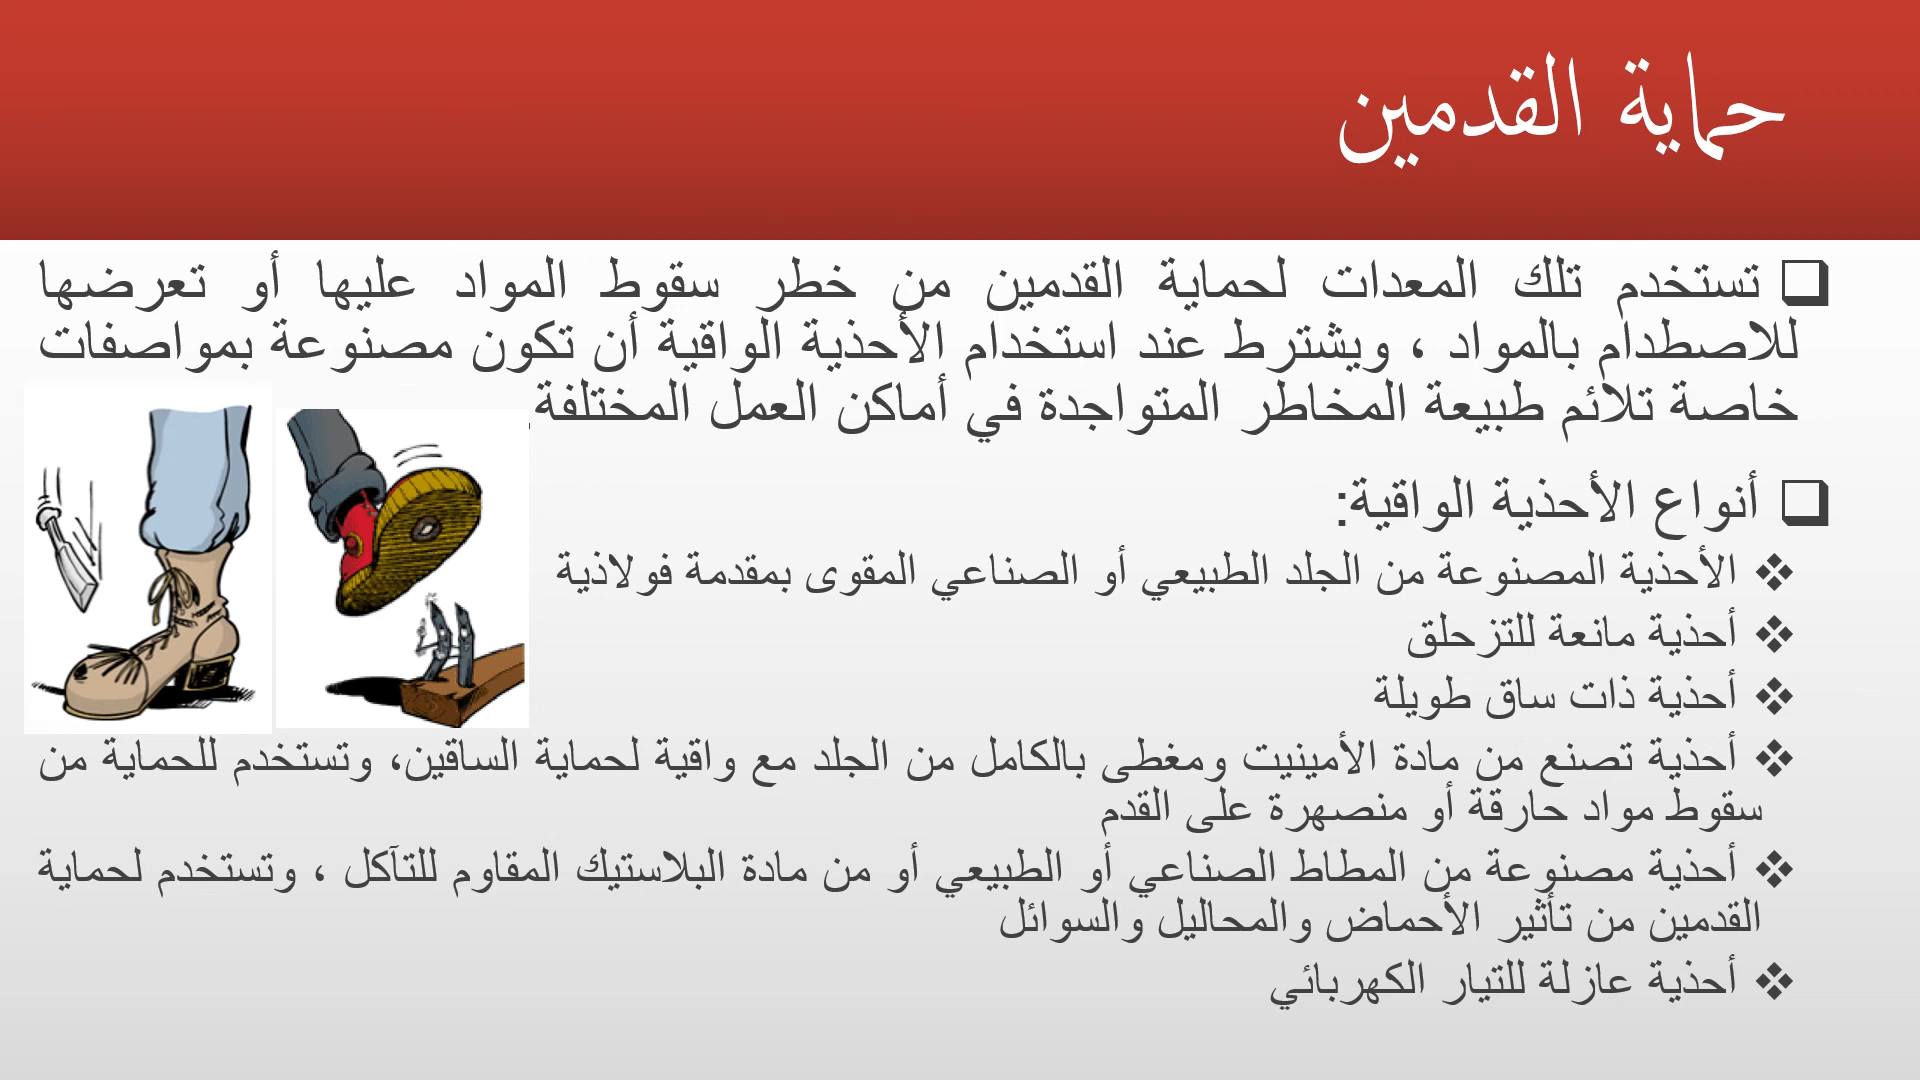 حماية القدمين
تستخدم تلك المعدات لحماية القدمين من خطر سقوط المواد عليها أو تعرضها
للاصطدام بالمواد ، ويشترط عند استخدام الأحذية الواقية أن تكون مصنوعة بمواصفات
خاصة تلائم طبيعة المخاطر المتواجدة في أماكن العمل المختلفة.
أنواع الأحذية الواقية:
الأحذية المصنوعة من الجلد الطبيعي أو الصناعي المقوى بمقدمة فولاذية
أحذية مانعة للتزحلق
أحذية ذات ساق طويلة
أحذية تصنع من مادة الأمينيت ومغطى بالكامل من الجلد مع واقية لحماية الساقين، وتستخدم للحماية من
سقوط مواد حارقة أو منصهرة على القدم
أحذية مصنوعة من المطاط الصناعي أو الطبيعي أو من مادة البلاستيك المقاوم للتآكل ، وتستخدم لحماية
القدمين من تأثير الأحماض والمحاليل والسوائل
أحذية عازلة للتيار الكهربائي